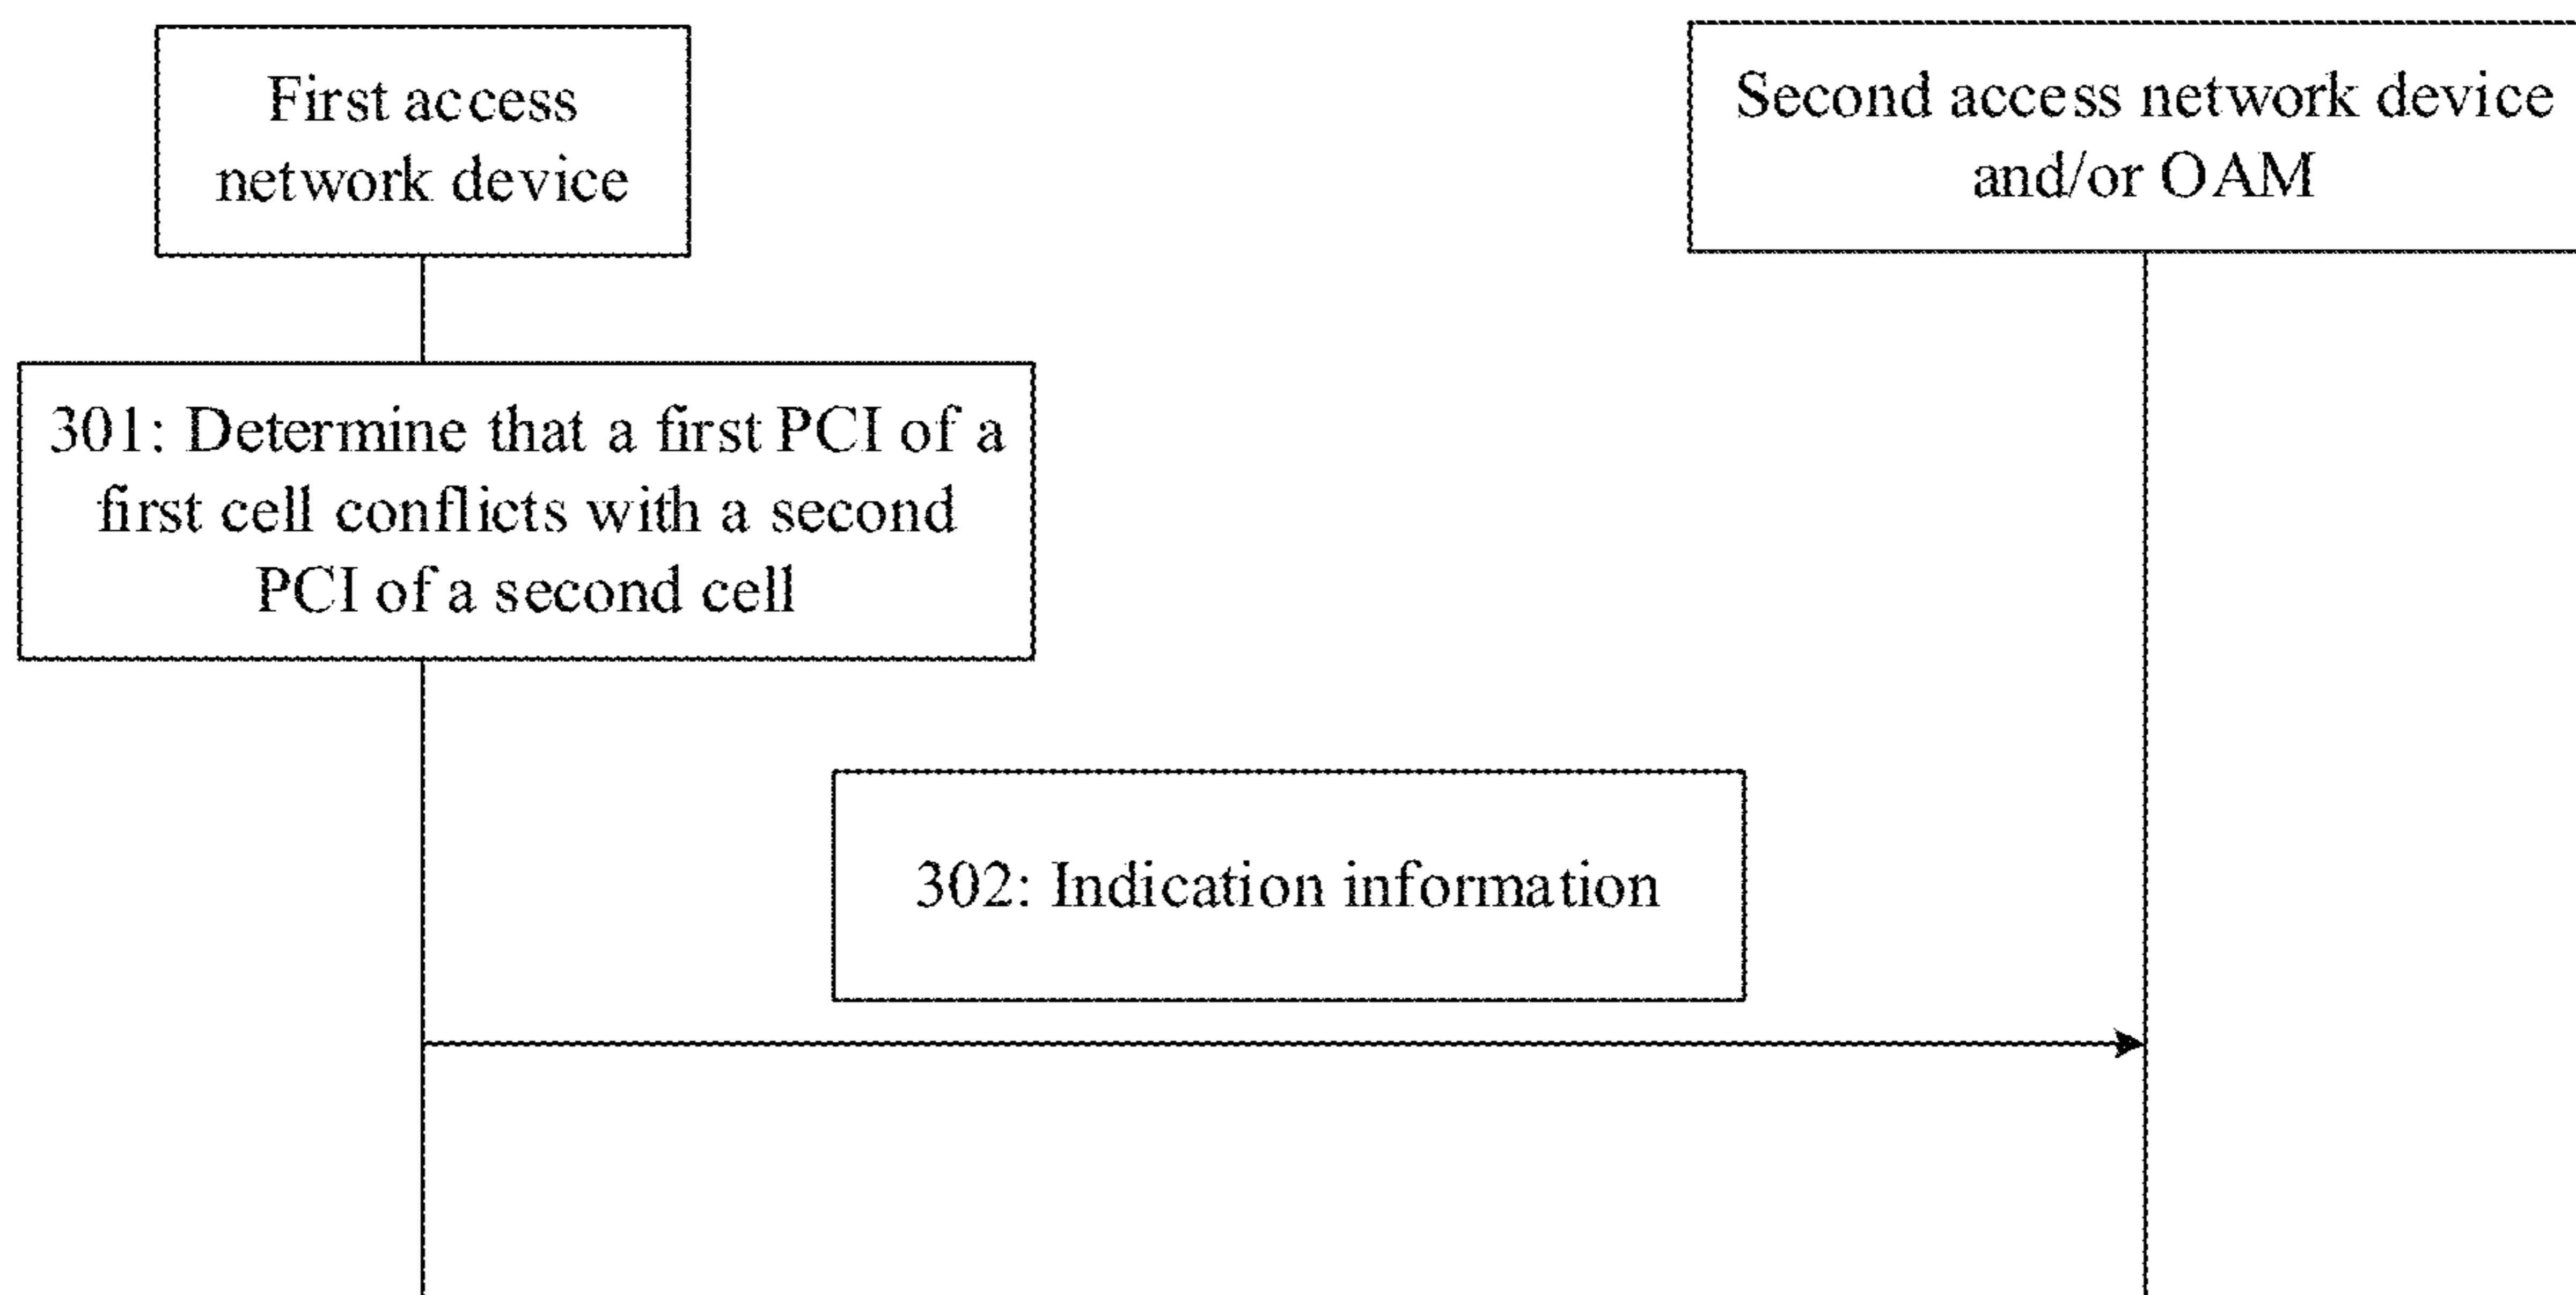 First access
network device
Second access network device
and/or OAM
301: Determine that a first PCI of a
first cell conflicts with a second
PCI of a second cell
302: Indication information